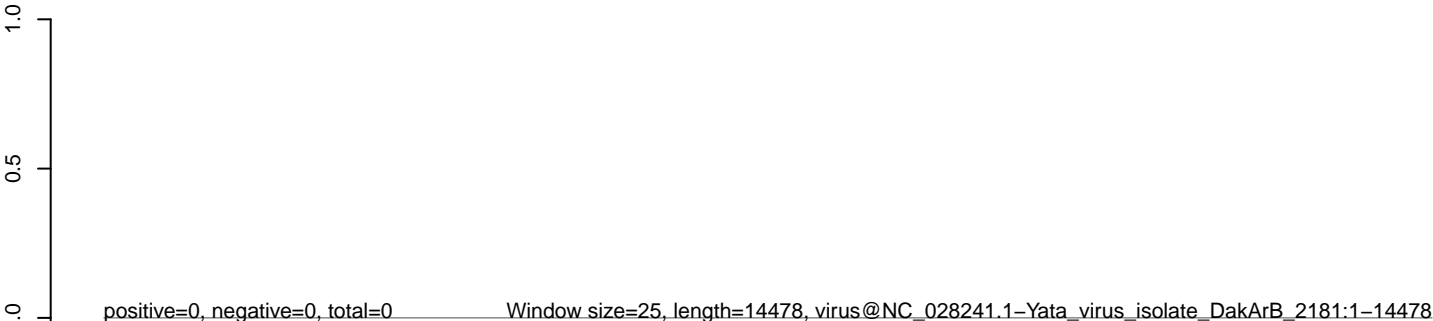 1.0
0.5
.0
positive=0, negative=0, total=0
Window size=25, length=14478, virus@NC_028241.1−Yata_virus_isolate_DakArB_2181:1−14478